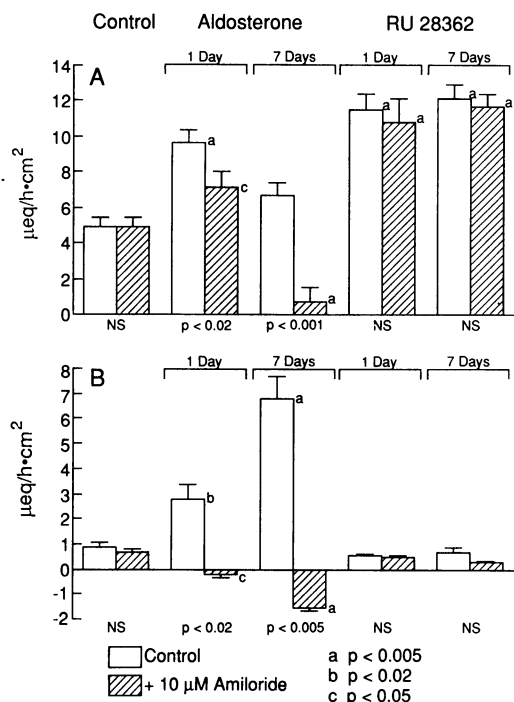 Control Aldosterone RU 28362
1 Day 7 Days 1 Day 7 Days
A
14
12
10
8
6
4
2
0
µeq/h•cm²
a
c
a
a
a
a
a
NS p < 0.02 p < 0.001 NS NS
B
1 Day 7 Days 1 Day 7 Days
8
7
6
5
4
3
2
1
0
-1
-2
µeq/h•cm²
b
c
a
a
NS p < 0.02 p < 0.005 NS NS
Control
+ 10 µM Amiloride
a p < 0.005
b p < 0.02
c p < 0.05